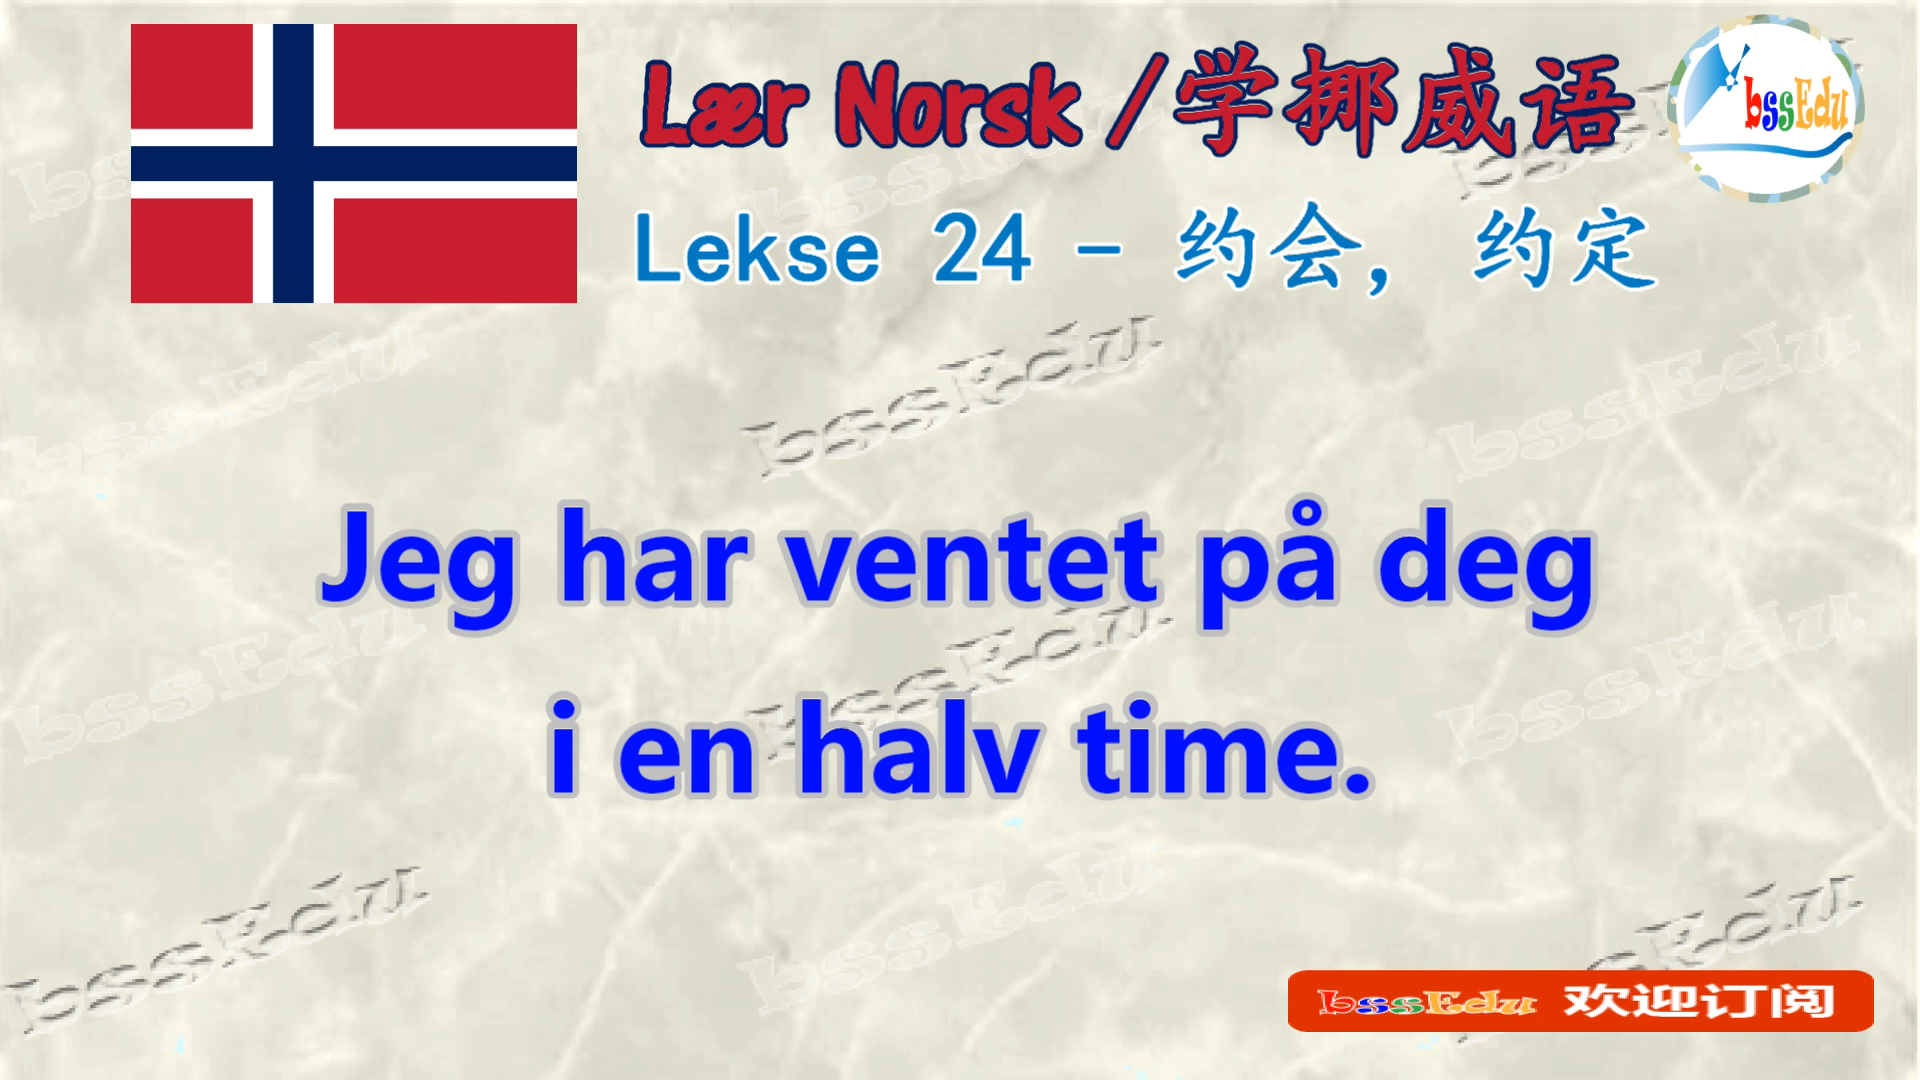 Lær Norsk /学挪威语
bssEdu
Lekse 24 - 约会，约定
Jeg har ventet på deg
i en halv time.
bssEdu 欢迎订阅